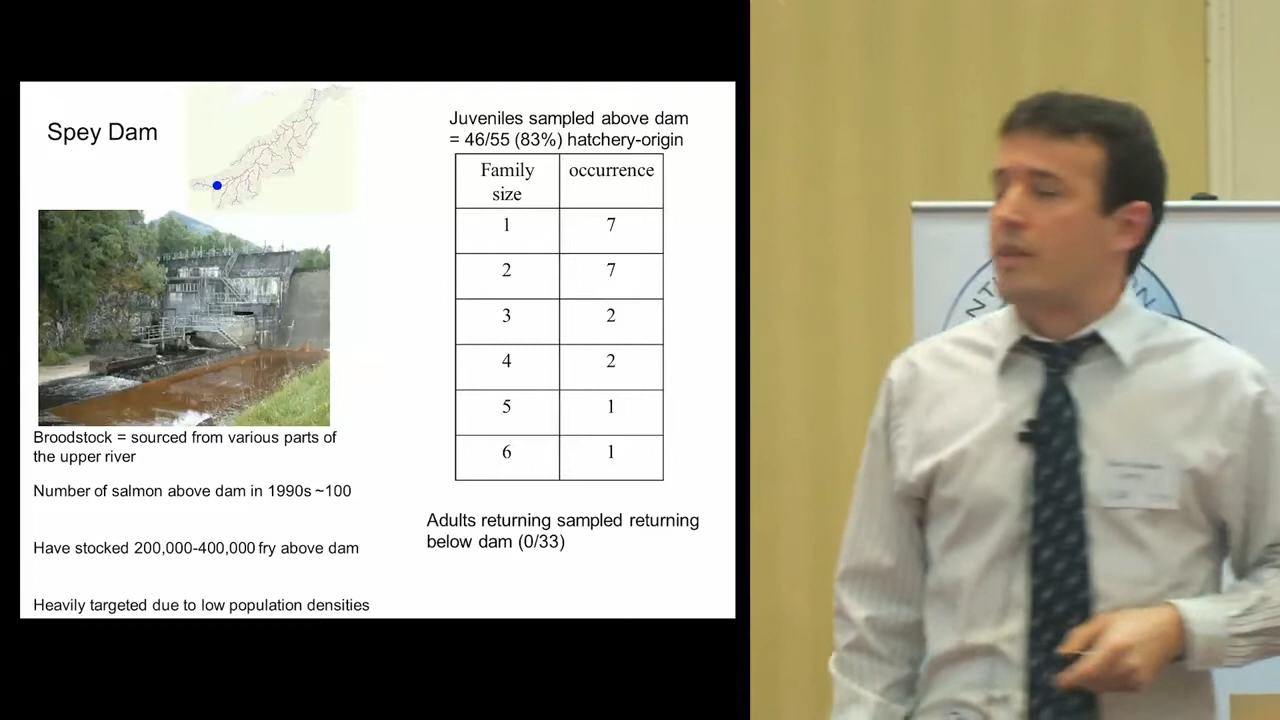 Spey Dam
Broodstock = sourced from various parts of
the upper river
Number of salmon above dam in 1990s ~100
Have stocked 200,000-400,000 fry above dam
Heavily targeted due to low population densities
Juveniles sampled above dam
= 46/55 (83%) hatchery-origin
Family size occurrence
1 7
2 7
3 2
4 2
5 1
6 1
Adults returning sampled returning
below dam (0/33)